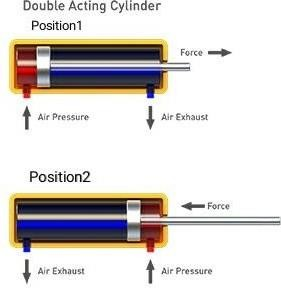 Double Acting Cylinder
Position1
Force
Air Pressure
Air Exhaust
Position2
Force
Air Exhaust
Air Pressure